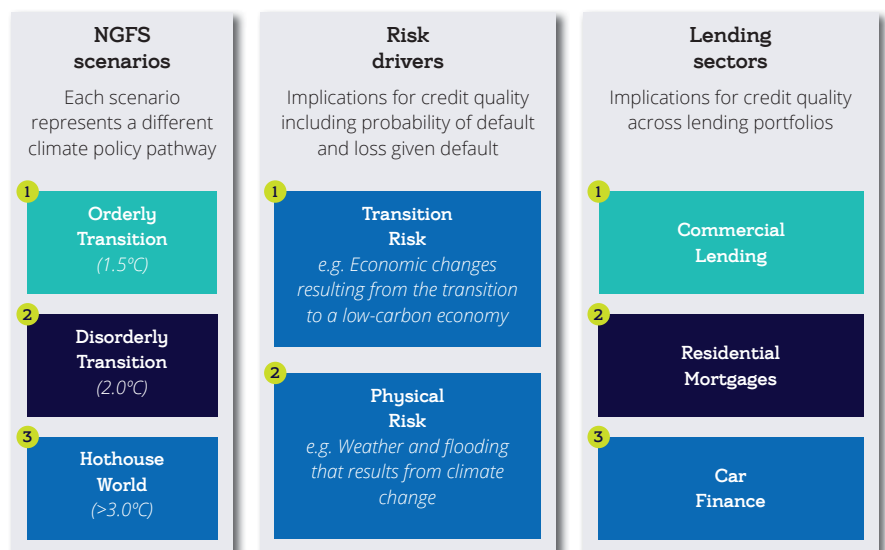 NGFS
scenarios
Each scenario
represents a different
climate policy pathway
1
Orderly
Transition
(1.5ºC)
2
Disorderly
Transition
(2.0ºC)
3
Hothouse
World
(>3.0ºC)
Risk
drivers
Implications for credit quality
including probability of default
and loss given default
1
Transition
Risk
e.g. Economic changes
resulting from the transition
to a low-carbon economy
2
Physical
Risk
e.g. Weather and flooding
that results from climate
change
Lending
sectors
Implications for credit quality
across lending portfolios
1
Commercial
Lending
2
Residential
Mortgages
3
Car
Finance